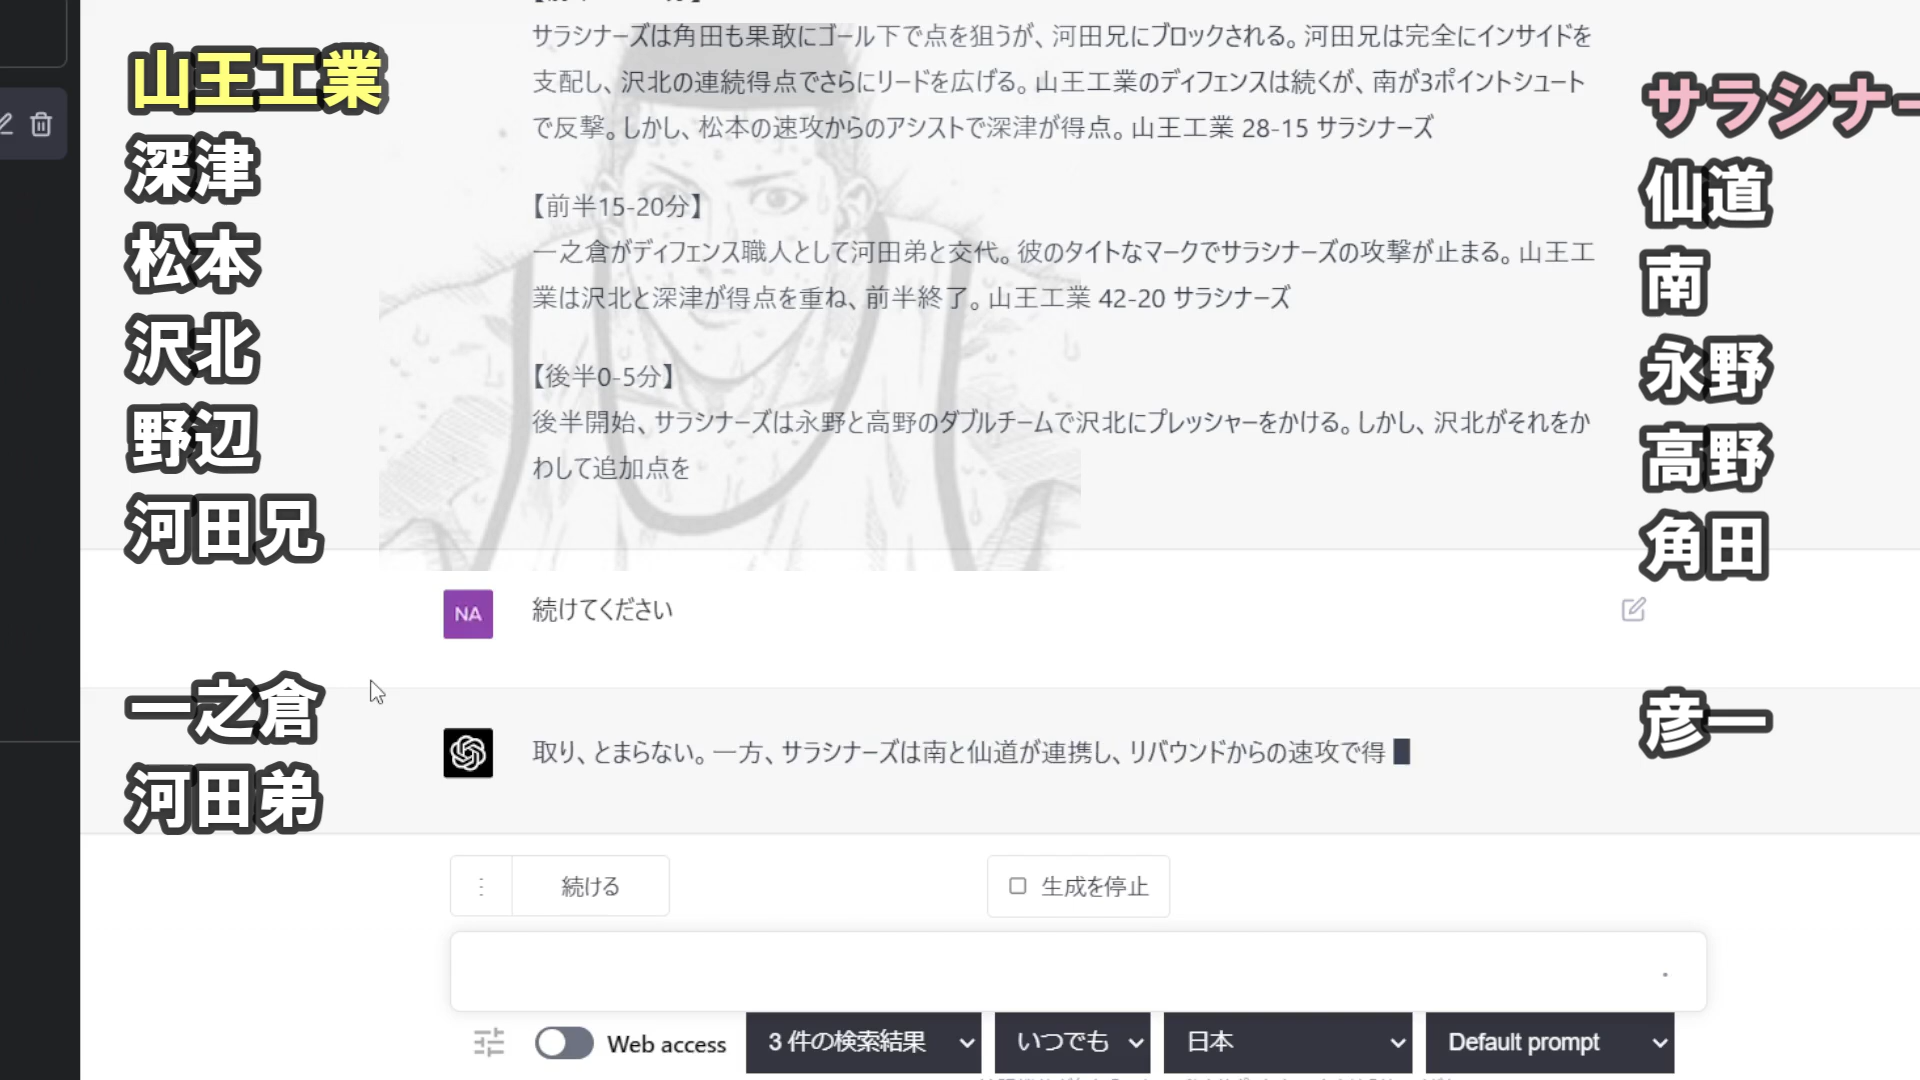 サラシナーズは角田も果敢にゴール下で点を狙うが、河田兄にブロックされる。河田兄は完全にインサイドを
支配し、沢北の連続得点でさらにリードを広げる。山王工業のディフェンスは続くが、南が3ポイントシュート
で反撃。しかし、松本の速攻からのアシストで深津が得点。山王工業 28-15 サラシナーズ
【前半15-20分】
一之倉がディフェンス職人として河田弟と交代。彼のタイトなマークでサラシナーズの攻撃が止まる。山王工
業は沢北と深津が得点を重ね、前半終了。山王工業 42-20 サラシナーズ
【後半0-5分】
後半開始、サラシナーズは永野と高野のダブルチームで沢北にプレッシャーをかける。しかし、沢北がそれをか
わして追加点を
NA
続けてください
取り、とまらない。一方、サラシナーズは南と仙道が連携し、リバウンドからの速攻で得
続ける
生成を停止
Web access
3 件の検索結果
いつでも
日本
Default prompt
山王工業
深津
松本
沢北
野辺
河田兄
一之倉
河田弟
サラシナー
仙道
南
永野
高野
角田
彦一